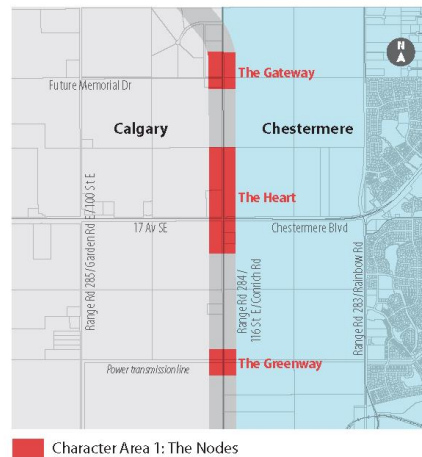 N
The Gateway
Future Memorial Dr
Calgary
Chestermere
The Heart
Range Rd 285/Garden Rd E/100 St E
17 Av SE
Chestermere Blvd
Range Rd 284/
116 St E/Conrich Rd
Range Rd 283/Rainbow Rd
The Greenway
Power transmission line
Character Area 1: The Nodes